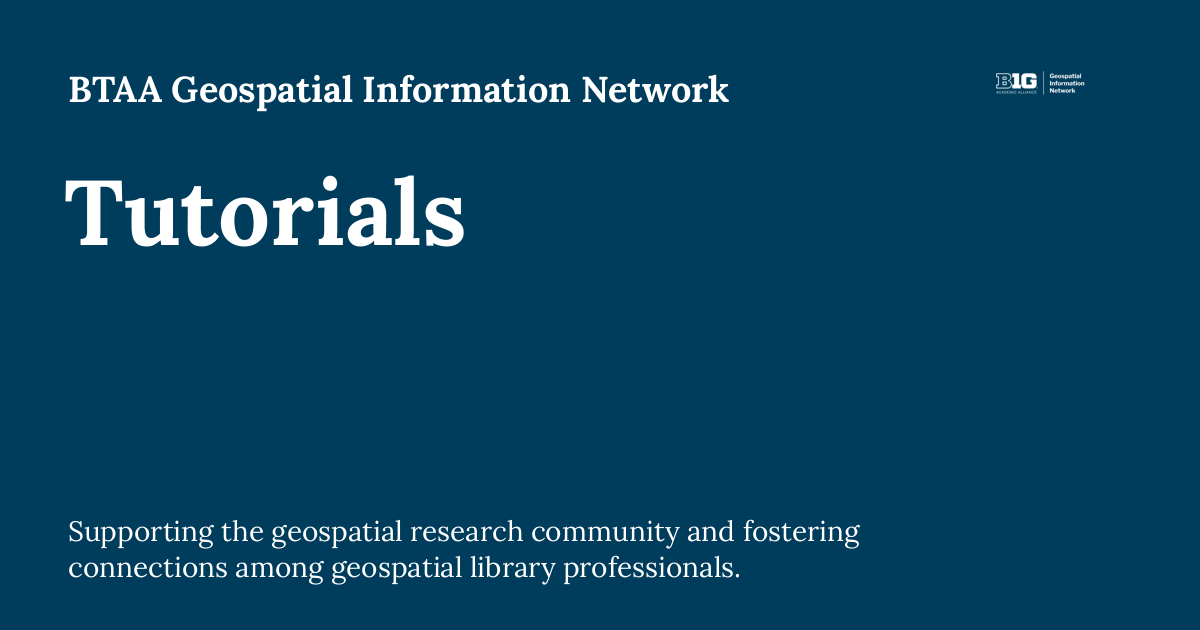 BTAA Geospatial Information Network
B1G
ACADEMIC ALLIANCE
Geospatial
Information
Network
Tutorials
Supporting the geospatial research community and fostering
connections among geospatial library professionals.